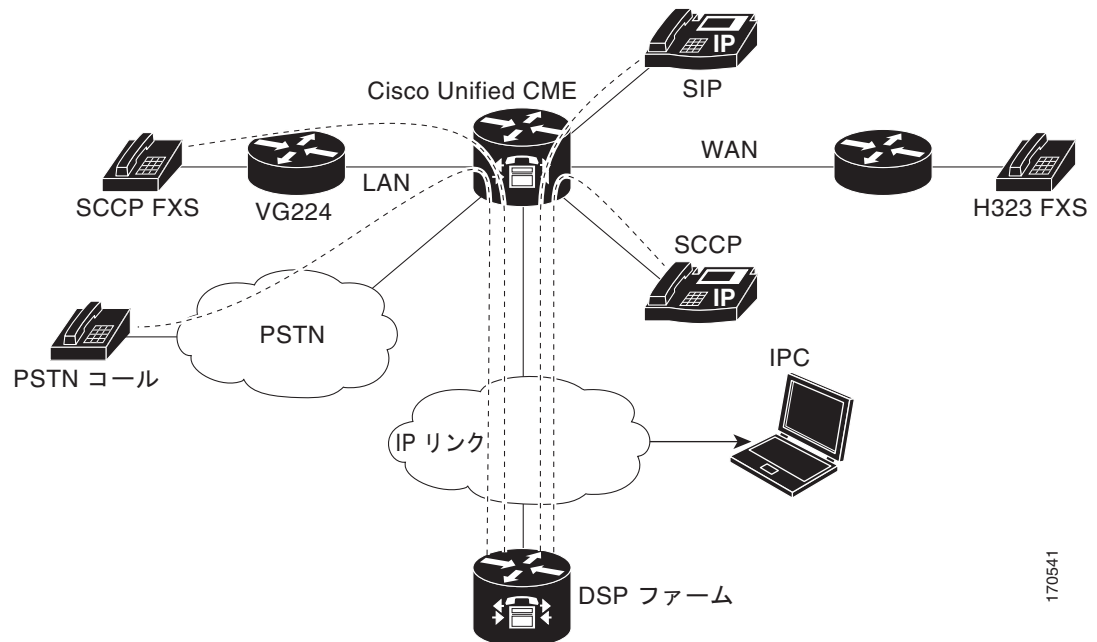 IP
SIP
Cisco Unified CME
WAN
LAN
SCCP FXS
VG224
H323 FXS
SCCP
IP
PSTN
PSTN コール
IPC
IP リンク
DSP ファーム
170541